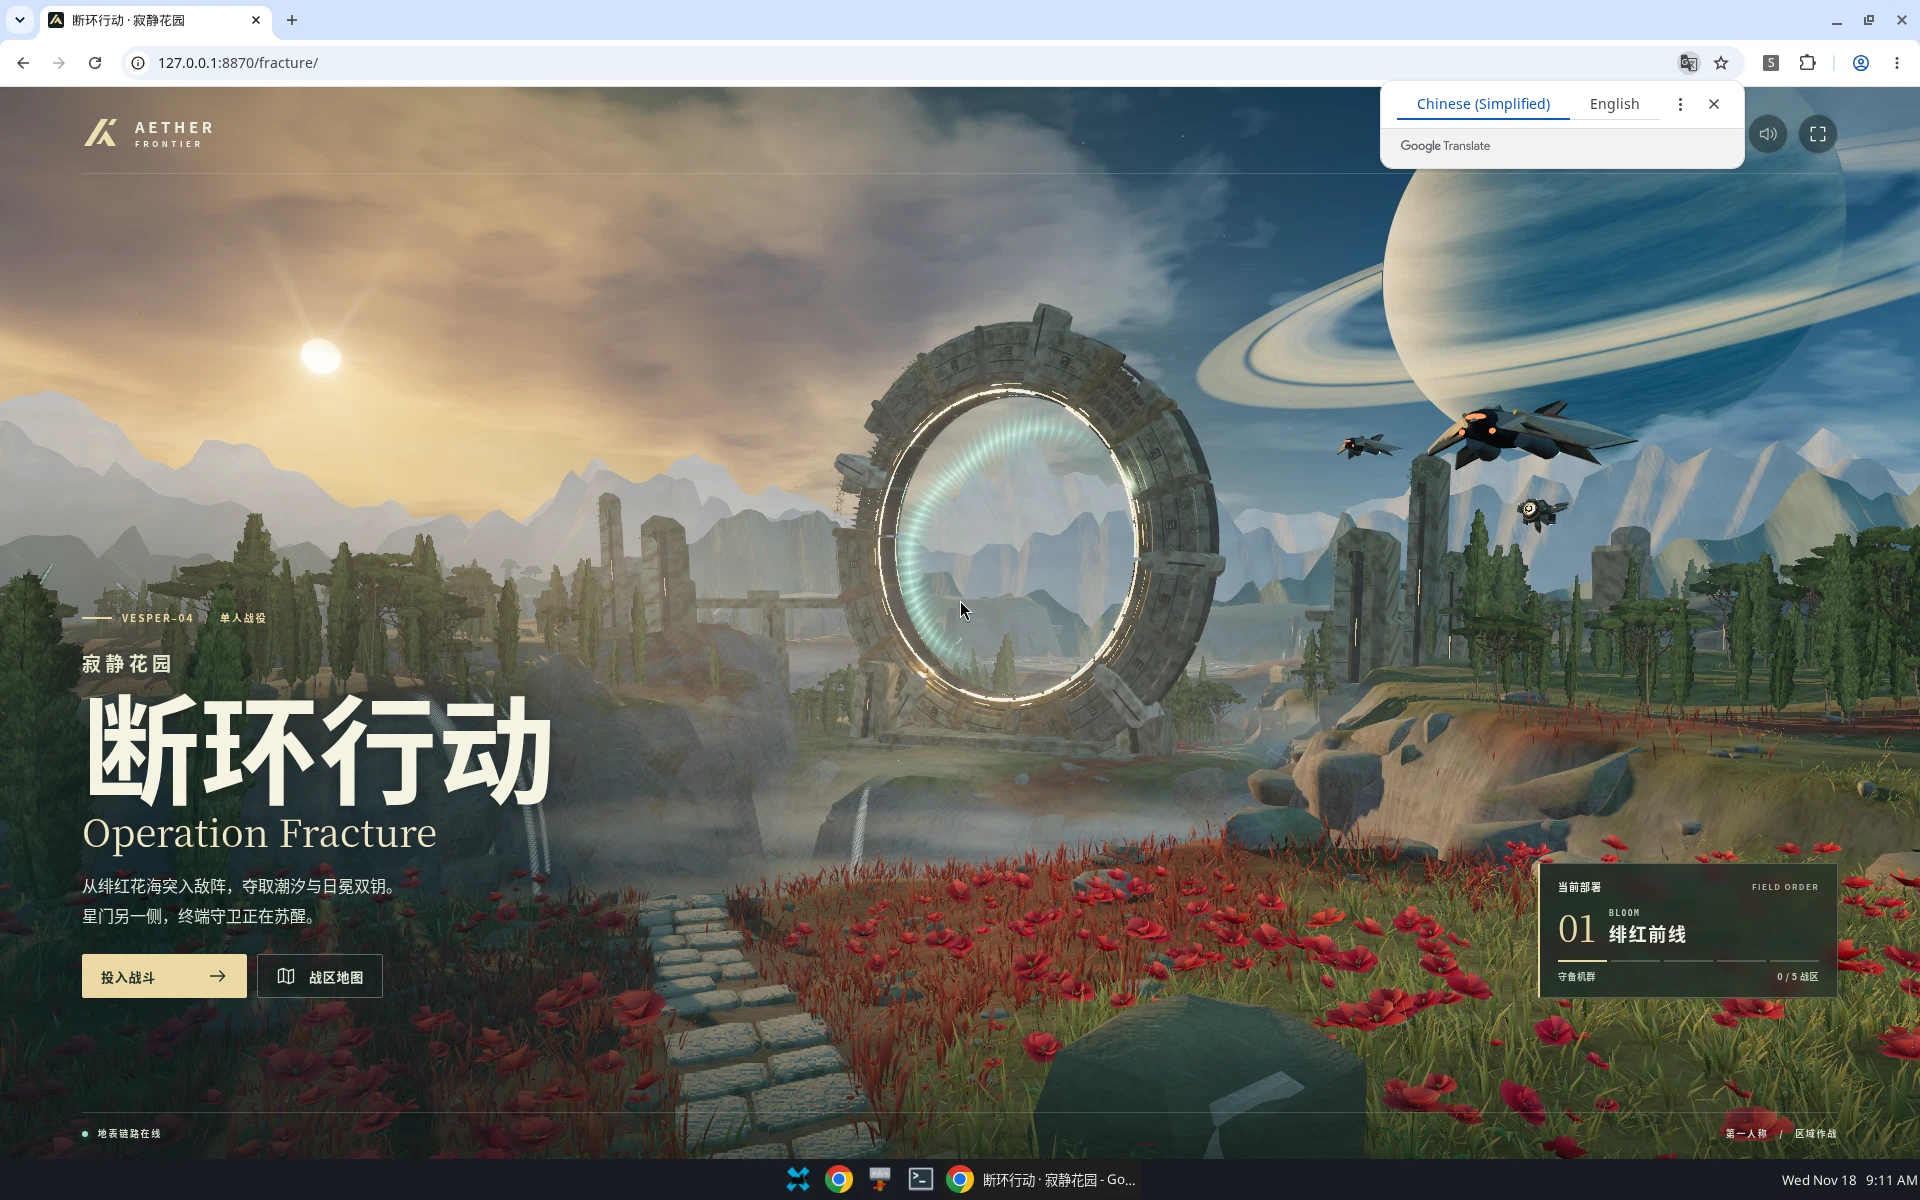 断环行动 · 寂静花园
127.0.0.1:8870/fracture/
Chinese (Simplified)
English
Google Translate
AETHER
FRONTIER
VESPER-04 / 单人战役
寂静花园
断环行动
Operation Fracture
从绯红花海突入敌阵，夺取潮汐与日冕双钥。
星门另一侧，终端守卫正在苏醒。
投入战斗
战区地图
当前部署
FIELD ORDER
01
BLOOM
绯红前线
守备机群
0 / 5 战区
地表链路在线
第一人称 / 区域作战
断环行动 · 寂静花园 - Go...
Wed Nov 18 9:11 AM